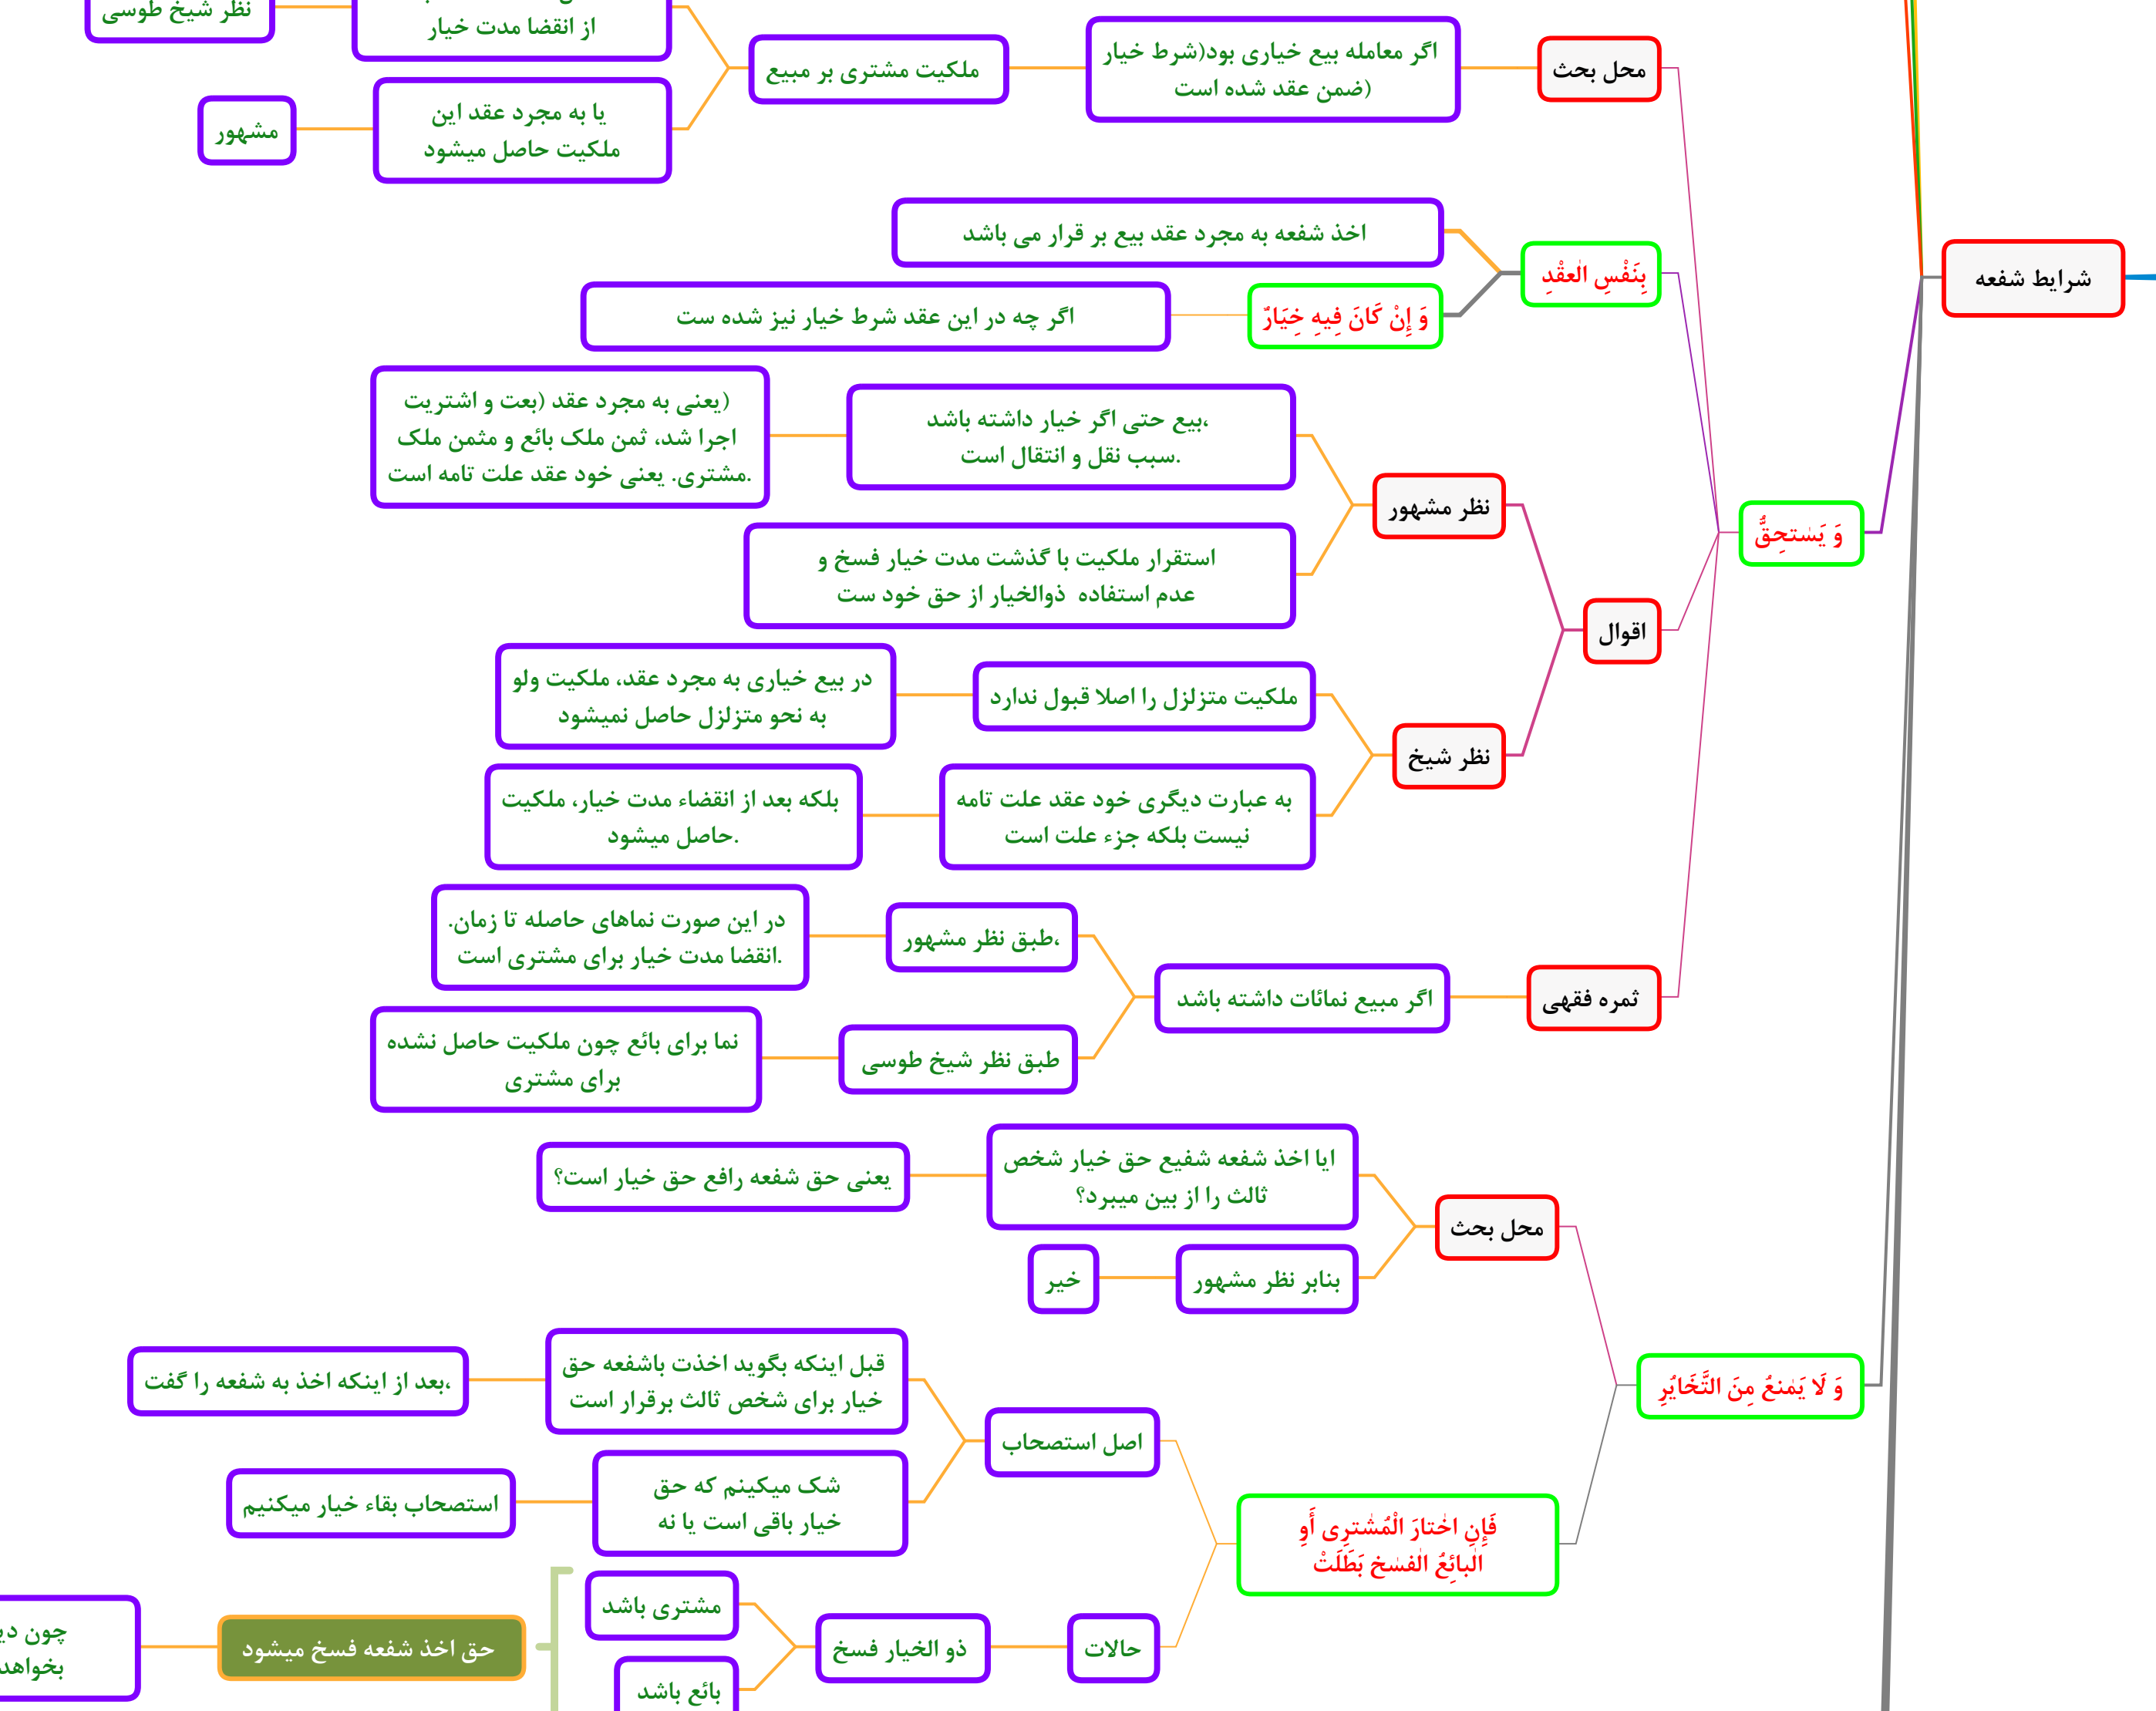 شرایط شفعه
وَ یَسْتحِقُّ
محل بحث
اگر معامله بیع خیاری بود(شرط خیار
ضمن عقد شده است)
ملکیت مشتری بر مبیع
از انقضا مدت خیار
نظر شیخ طوسی
یا به مجرد عقد این
ملکیت حاصل میشود
مشهور
بِنَفْسِ الْعقْدِ
اخذ شفعه به مجرد عقد بیع بر قرار می باشد
وَ إِنْ کَانَ فِیهِ خِیَارٌ
اگر چه در این عقد شرط خیار نیز شده ست
اقوال
نظر مشهور
بیع حتی اگر خیار داشته باشد،
سبب نقل و انتقال است.
(یعنی به مجرد عقد (بعت و اشتریت
اجرا شد، ثمن ملک بائع و مثمن ملک
مشتری. یعنی خود عقد علت تامه است.
استقرار ملکیت با گذشت مدت خیار فسخ و
عدم استفاده ذوالخیار از حق خود ست
نظر شیخ
ملکیت متزلزل را اصلا قبول ندارد
در بیع خیاری به مجرد عقد، ملکیت ولو
به نحو متزلزل حاصل نمیشود
به عبارت دیگری خود عقد علت تامه
نیست بلکه جزء علت است
بلکه بعد از انقضاء مدت خیار، ملکیت
حاصل میشود.
ثمره فقهی
اگر مبیع نمائات داشته باشد
طبق نظر مشهور،
در این صورت نماهای حاصله تا زمان.
انقضا مدت خیار برای مشتری است.
طبق نظر شیخ طوسی
نما برای بائع چون ملکیت حاصل نشده
برای مشتری
وَ لَا یَمْنعُ مِنَ التَّخَایُرِ
محل بحث
ایا اخذ شفعه شفیع حق خیار شخص
ثالث را از بین میبرد؟
یعنی حق شفعه رافع حق خیار است؟
بنابر نظر مشهور
خیر
فَإِنِ اخْتارَ الْمُشْترِی أَوِ
الْبائِعُ الْفسْخ بَطَلَتْ
اصل استصحاب
قبل اینکه بگوید اخذت باشفعه حق
خیار برای شخص ثالث برقرار است
بعد از اینکه اخذ به شفعه را گفت،
شک میکینم که حق
خیار باقی است یا نه
استصحاب بقاء خیار میکنیم
حالات
ذو الخیار فسخ
مشتری باشد
بائع باشد
حق اخذ شفعه فسخ میشود
چون